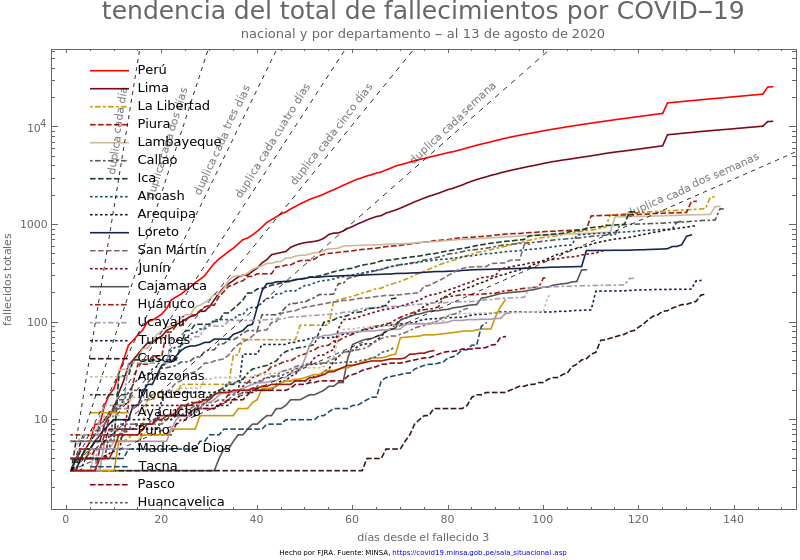 tendencia del total de fallecimientos por COVID−19
nacional y por departamento − al 13 de agosto de 2020
Perú
Lima
La Libertad
Piura
Lambayeque
Callao
Ica
Ancash
Arequipa
Loreto
San Martín
Junín
Cajamarca
Huánuco
Ucayali
Tumbes
Cusco
Amazonas
Moquegua
Ayacucho
Puno
Madre de Dios
Tacna
Pasco
Huancavelica
duplica cada día
duplica cada dos días
duplica cada tres días
duplica cada cuatro días
duplica cada cinco días
duplica cada semana
duplica cada dos semanas
fallecidos totales
10⁴
1000
100
10
0 20 40 60 80 100 120 140
días desde el fallecido 3
Hecho por FJRA. Fuente: MINSA, https://covid19.minsa.gob.pe/sala_situacional.asp